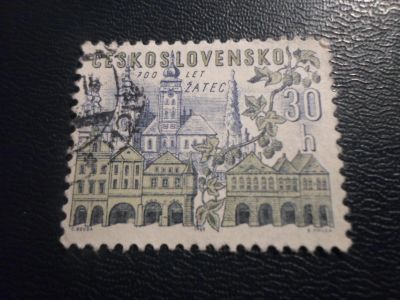 ČESKOSLOVENSKO
700 LET
ŽATEC
30
h